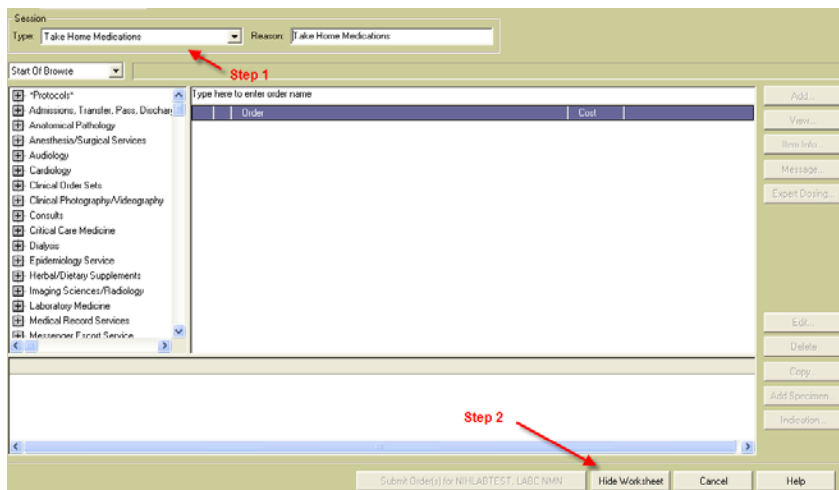 Session
Type: Take Home Medications Reason: Take Home Medications
Step 1
Start Of Browse
Type here to enter order name
Order Cost
*Protocols*
Admissions, Transfer, Pass, Dischar
Anatomical Pathology
Anesthesia/Surgical Services
Audiology
Cardiology
Clinical Order Sets
Clinical Photography/Videography
Consults
Critical Care Medicine
Dialysis
Epidemiology Service
Herbal/Dietary Supplements
Imaging Sciences/Radiology
Laboratory Medicine
Medical Record Services
Messenger Escort Service
Add...
View...
Item Info...
Message...
Expert Dosing...
Edit...
Delete
Copy...
Add Specimen...
Indication...
Step 2
Submit Order(s) for NIHLABTEST, LABC NMN Hide Worksheet Cancel Help